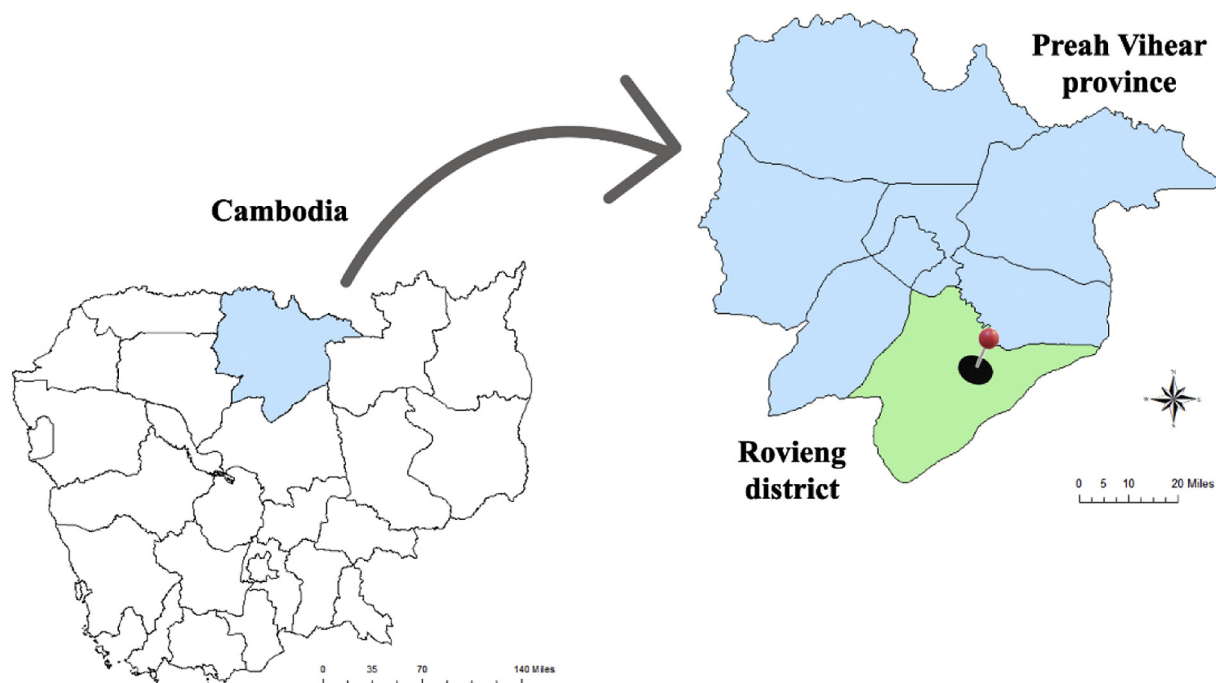 Preah Vihear
province
Cambodia
Rovieng
district
N
W
E
S
0 5 10 20 Miles
0 35 70 140 Miles